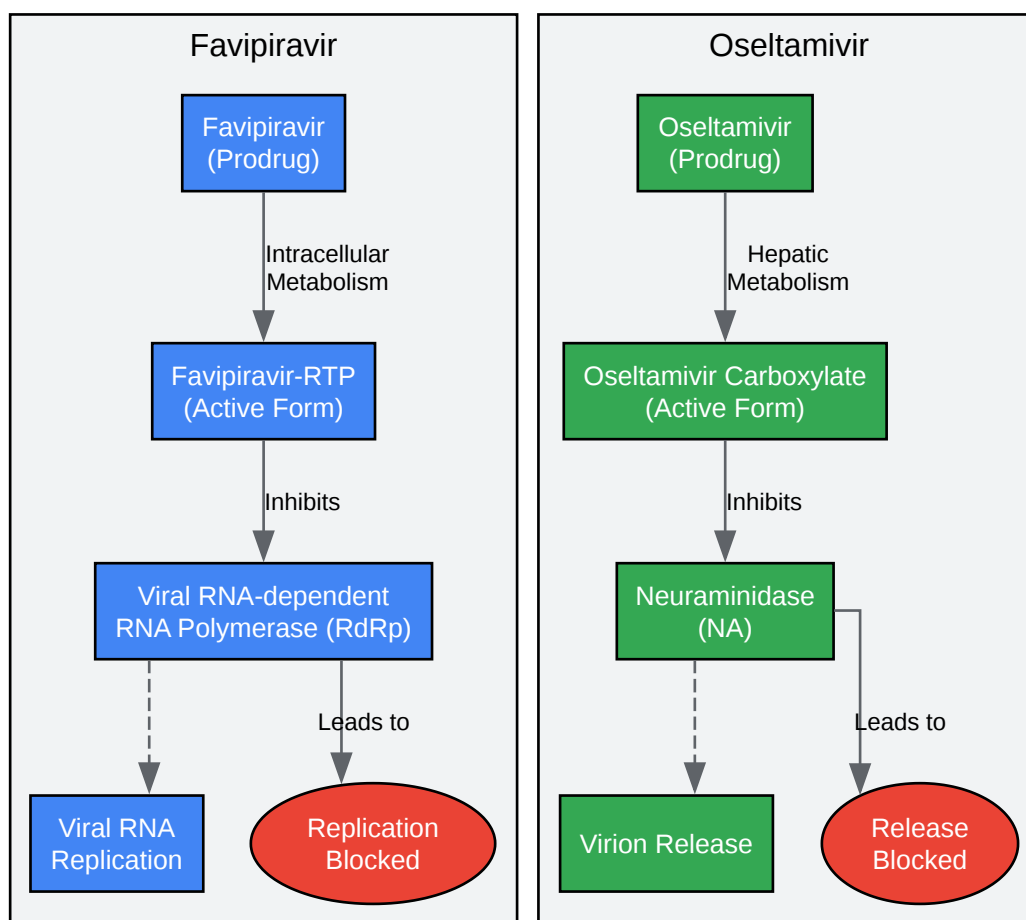 Favipiravir
Favipiravir
(Prodrug)
Intracellular
Metabolism
Favipiravir-RTP
(Active Form)
Inhibits
Viral RNA-dependent
RNA Polymerase (RdRp)
Leads to
Viral RNA
Replication
Replication
Blocked
Oseltamivir
Oseltamivir
(Prodrug)
Hepatic
Metabolism
Oseltamivir Carboxylate
(Active Form)
Inhibits
Neuraminidase
(NA)
Leads to
Virion Release
Release
Blocked